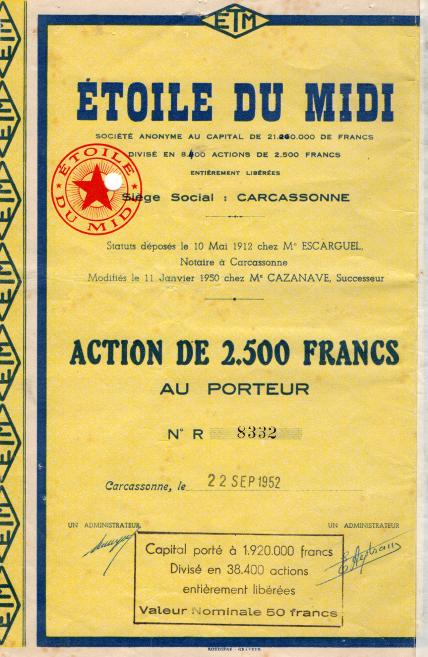 ETM
ÉTOILE DU MIDI
SOCIÉTÉ ANONYME AU CAPITAL DE 21.000.000 DE FRANCS
DIVISÉ EN 8.400 ACTIONS DE 2.500 FRANCS
ENTIÈREMENT LIBÉRÉES
ÉTOILE DU MIDI
Siège Social : CARCASSONNE
Statuts déposés le 10 Mai 1912 chez Me ESCARGUEL,
Notaire à Carcassonne
Modifiés le 11 Janvier 1950 chez Me CAZANAVE, Successeur
ACTION DE 2.500 FRANCS
AU PORTEUR
N° R 8332
Carcassonne, le 22 SEP 1952
UN ADMINISTRATEUR, UN ADMINISTRATEUR
Capital porté à 1.920.000 francs
Divisé en 38.400 actions
entièrement libérées
Valeur Nominale 50 francs